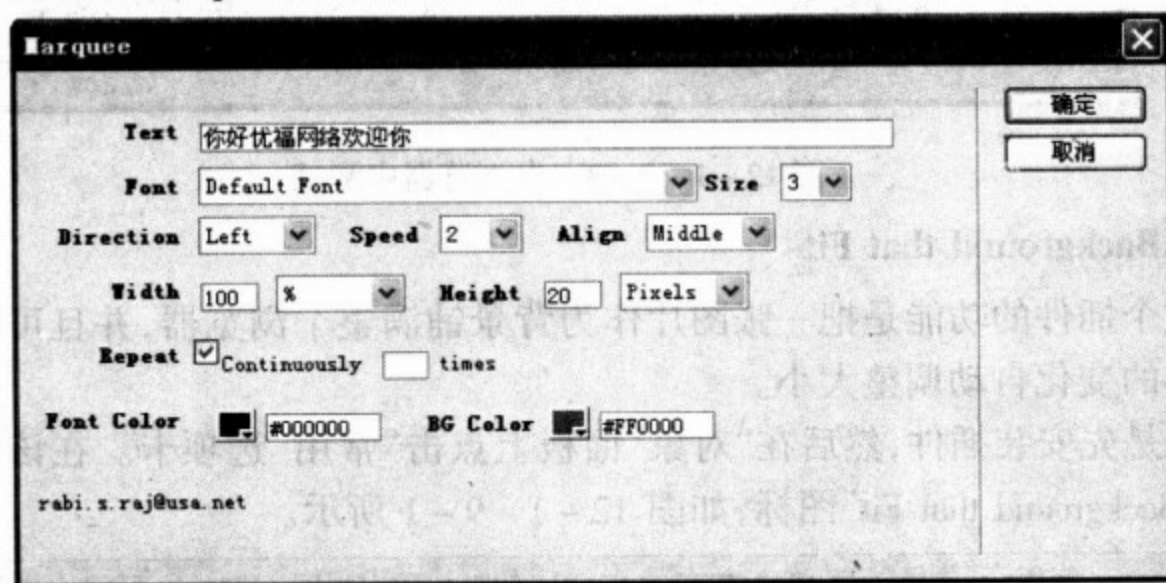 Marquee
确定
Text 你好优福网络欢迎你
取消
Font Default Font Size 3
Direction Left Speed 2 Align Middle
Width 100 % Height 20 Pixels
Repeat Continuously times
Font Color #000000 BG Color #FF0000
rabi.s.raj@usa.net